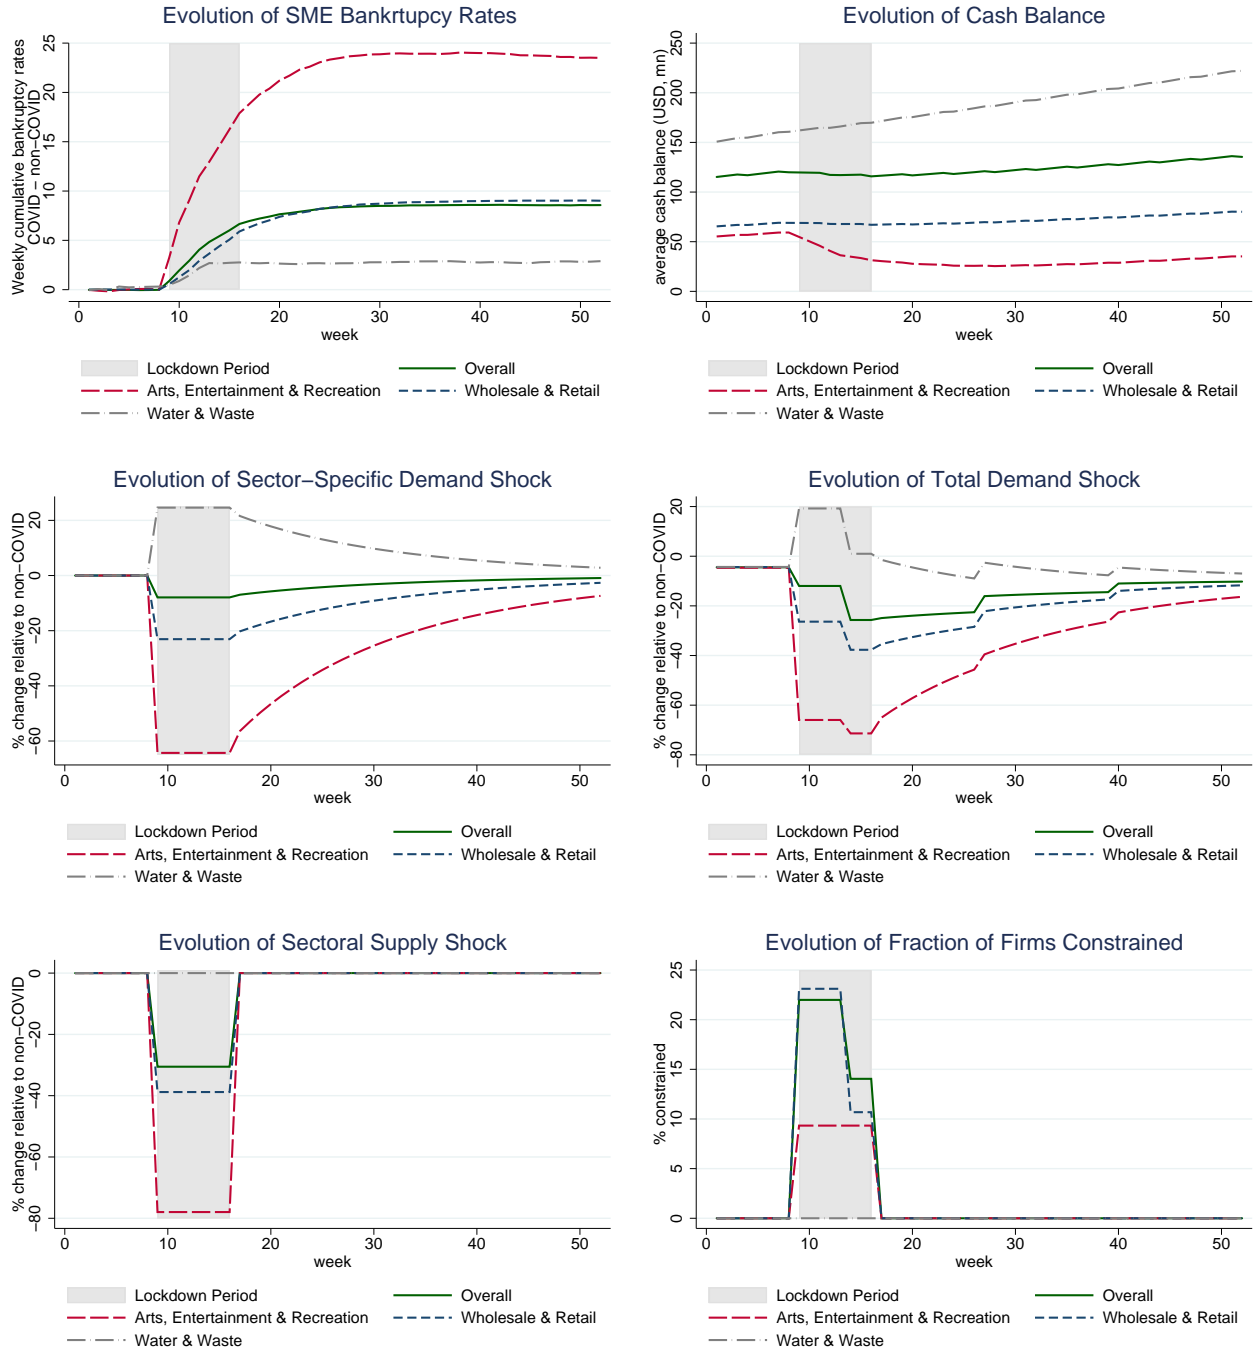 Evolution of SME Bankrtupcy Rates
Weekly cumulative bankruptcy rates
COVID − non−COVID
25
20
15
10
5
0
0 10 20 30 40 50
week
Lockdown Period
Overall
Arts, Entertainment & Recreation
Wholesale & Retail
Water & Waste
Evolution of Cash Balance
average cash balance (USD, mn)
250
200
150
100
50
0
0 10 20 30 40 50
week
Lockdown Period
Overall
Arts, Entertainment & Recreation
Wholesale & Retail
Water & Waste
Evolution of Sector−Specific Demand Shock
% change relative to non−COVID
20
0
−20
−40
−60
0 10 20 30 40 50
week
Lockdown Period
Overall
Arts, Entertainment & Recreation
Wholesale & Retail
Water & Waste
Evolution of Total Demand Shock
% change relative to non−COVID
20
0
−20
−40
−60
−80
0 10 20 30 40 50
week
Lockdown Period
Overall
Arts, Entertainment & Recreation
Wholesale & Retail
Water & Waste
Evolution of Sectoral Supply Shock
% change relative to non−COVID
0
−20
−40
−60
−80
0 10 20 30 40 50
week
Lockdown Period
Overall
Arts, Entertainment & Recreation
Wholesale & Retail
Water & Waste
Evolution of Fraction of Firms Constrained
% constrained
25
20
15
10
5
0
0 10 20 30 40 50
week
Lockdown Period
Overall
Arts, Entertainment & Recreation
Wholesale & Retail
Water & Waste